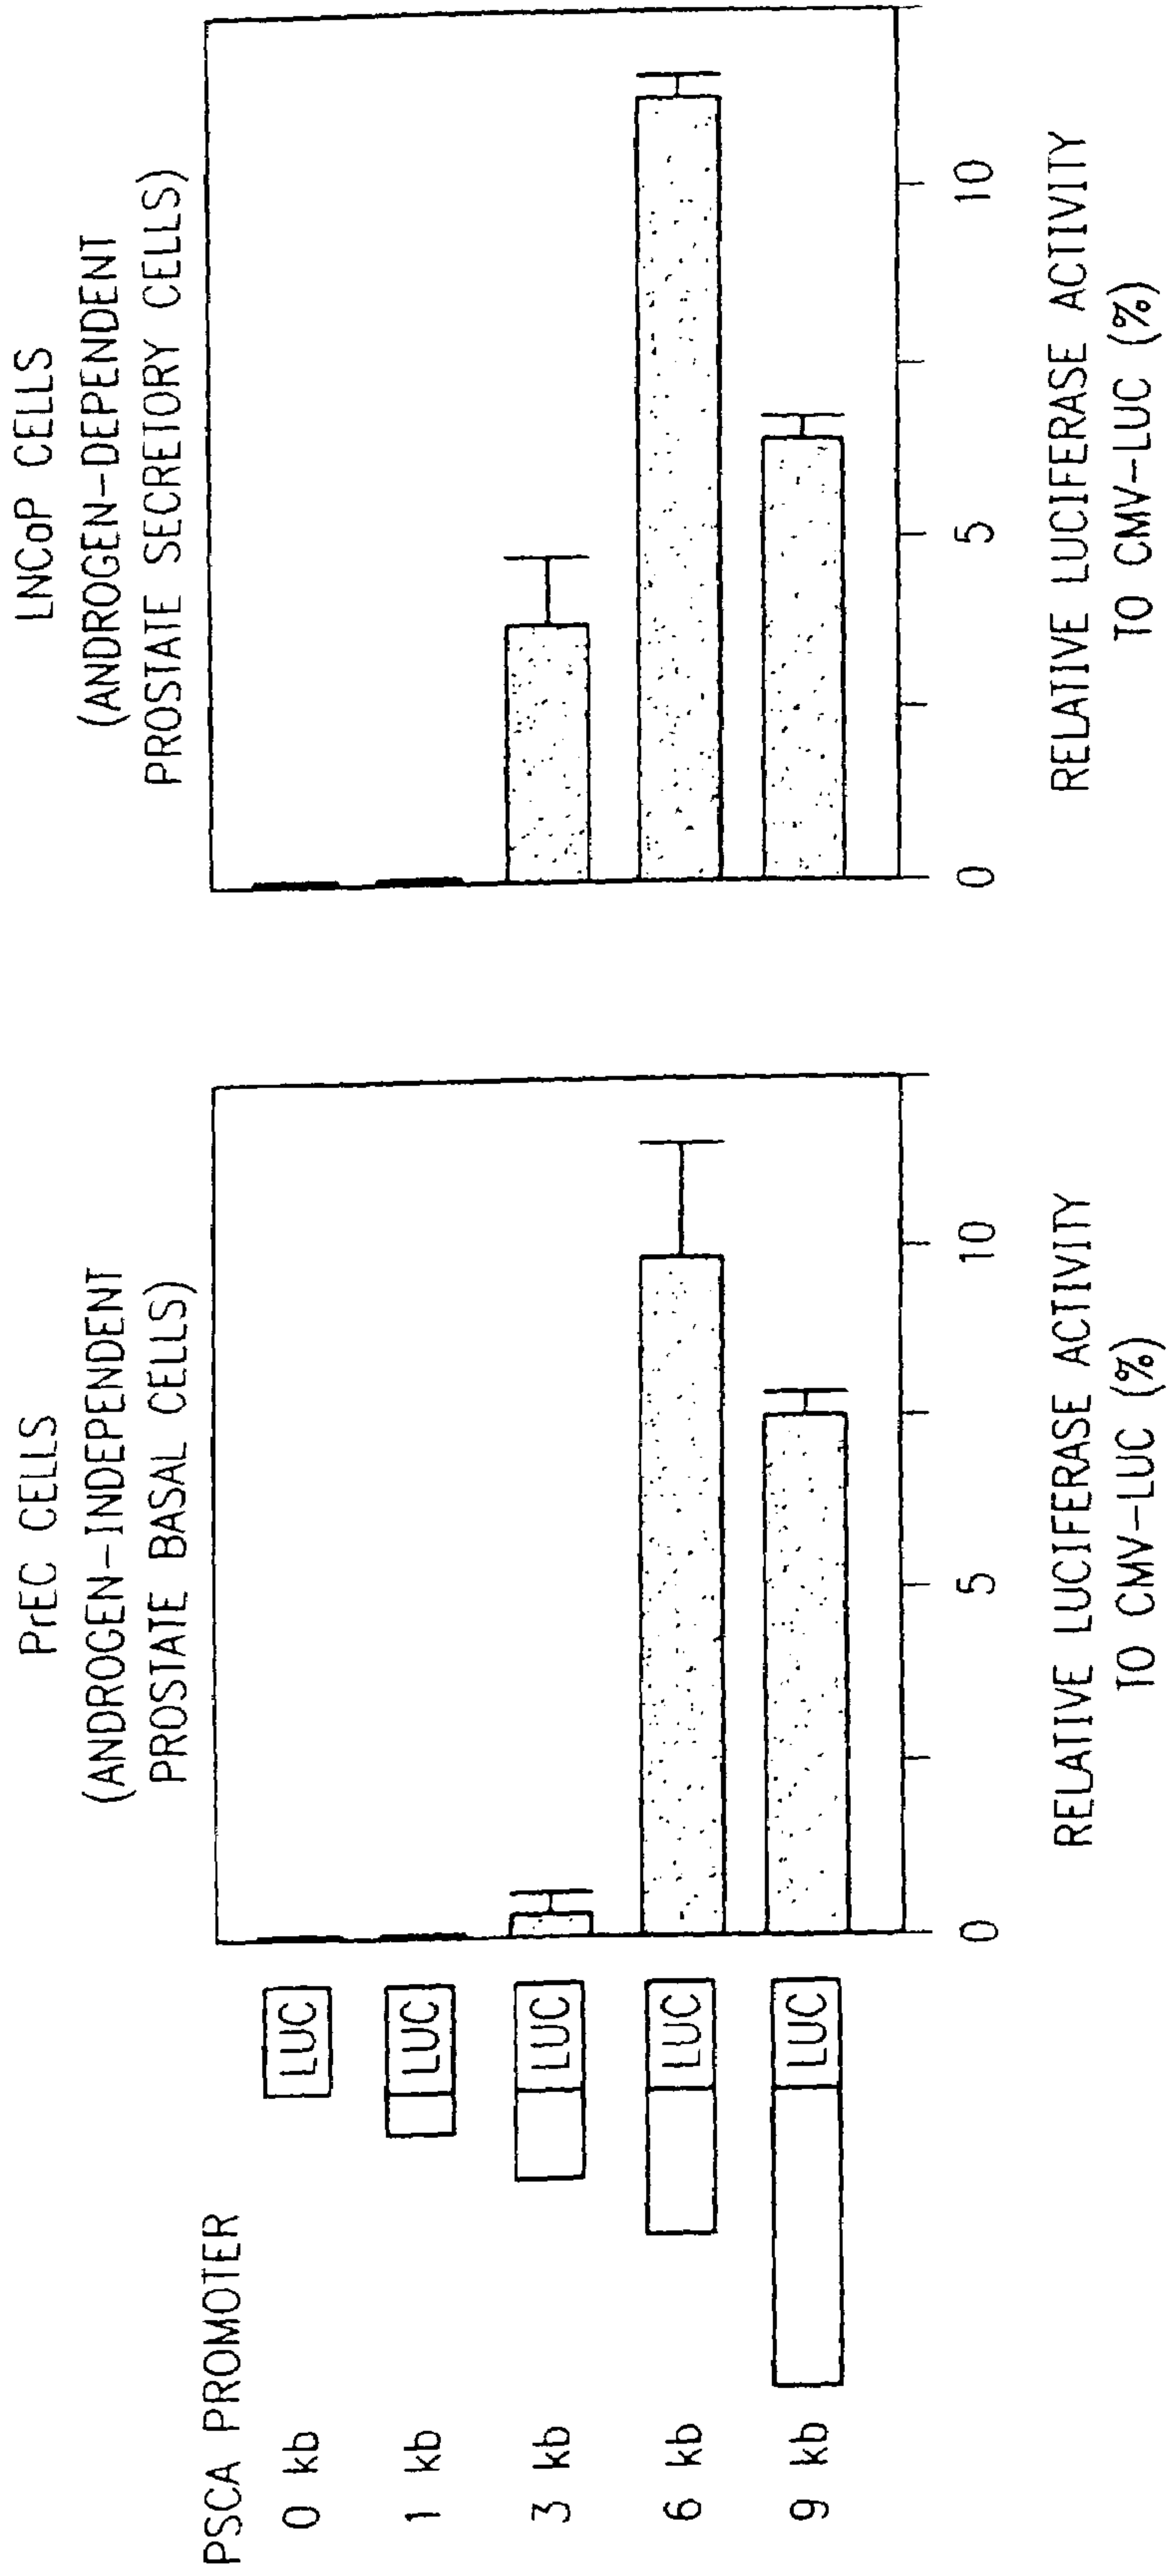 PrEC CELLS
(ANDROGEN-INDEPENDENT
PROSTATE BASAL CELLS)
LNCaP CELLS
(ANDROGEN-DEPENDENT
PROSTATE SECRETORY CELLS)
PSCA PROMOTER
0 kb LUC
1 kb LUC
3 kb LUC
6 kb LUC
9 kb LUC
0 5 10
RELATIVE LUCIFERASE ACTIVITY
TO CMV-LUC (%)
0 5 10
RELATIVE LUCIFERASE ACTIVITY
TO CMV-LUC (%)